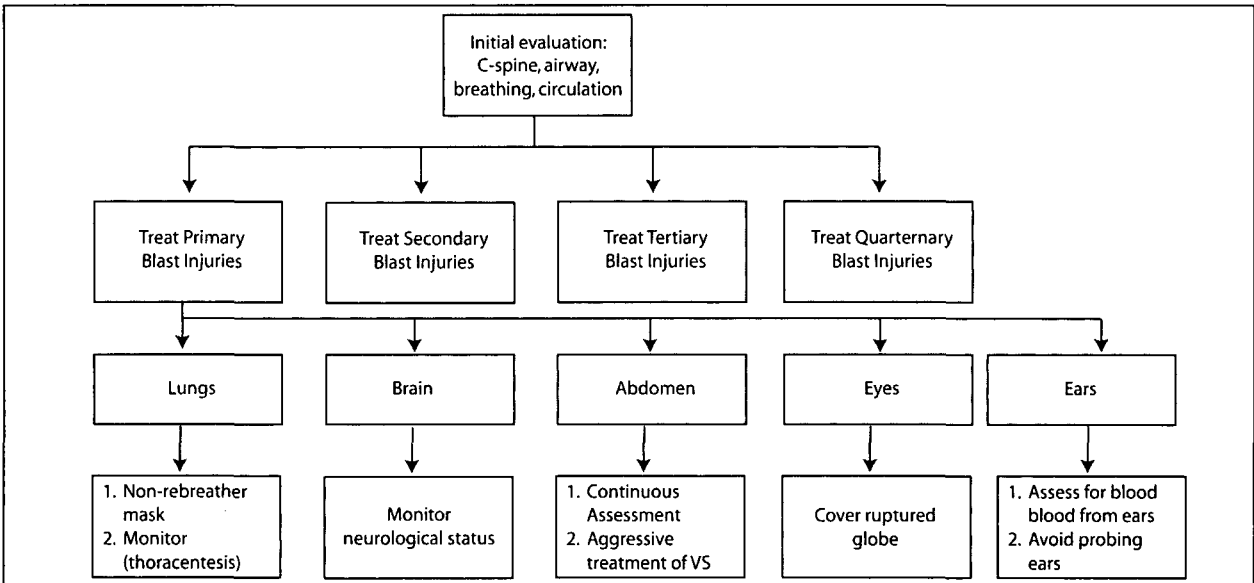 Initial evaluation:
C-spine, airway,
breathing, circulation
Treat Primary
Blast Injuries
Treat Secondary
Blast Injuries
Treat Tertiary
Blast Injuries
Treat Quarternary
Blast Injuries
Lungs
Brain
Abdomen
Eyes
Ears
1. Non-rebreather
mask
2. Monitor
(thoracentesis)
Monitor
neurological status
1. Continuous
Assessment
2. Aggressive
treatment of VS
Cover ruptured
globe
1. Assess for blood
blood from ears
2. Avoid probing
ears